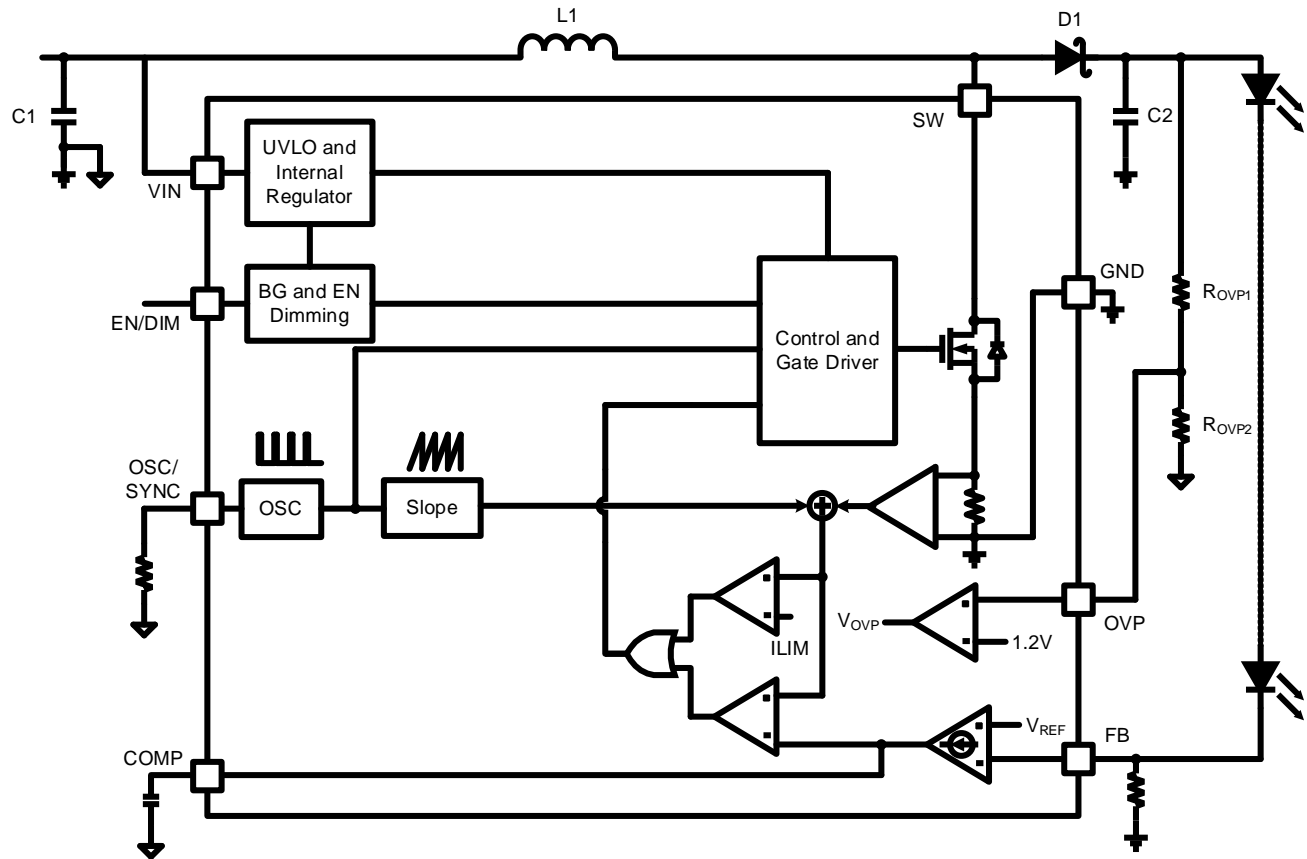 L1
D1
C1
SW
C2
UVLO and
Internal
Regulator
VIN
GND
BG and EN
Dimming
EN/DIM
ROVP1
Control and
Gate Driver
ROVP2
OSC/
SYNC
OSC
Slope
VOVP
OVP
1.2V
ILIM
VREF
FB
COMP